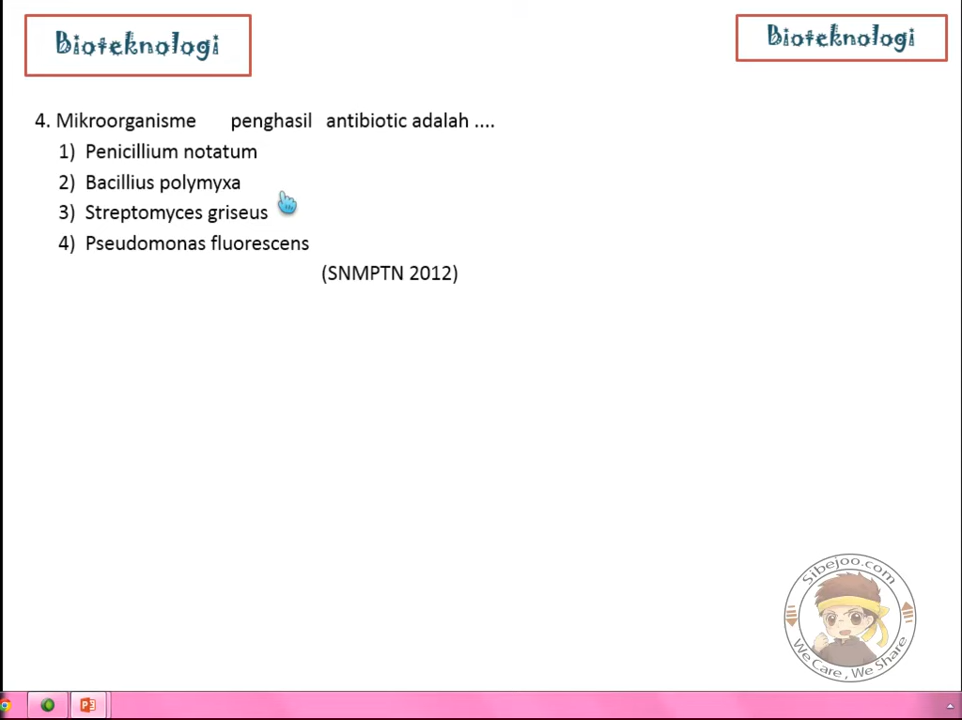 Bioteknologi
Bioteknologi
4. Mikroorganisme penghasil antibiotic adalah ....
1) Penicillium notatum
2) Bacillius polymyxa
3) Streptomyces griseus
4) Pseudomonas fluorescens
(SNMPTN 2012)
Sibejoo.com
We Care , We Share